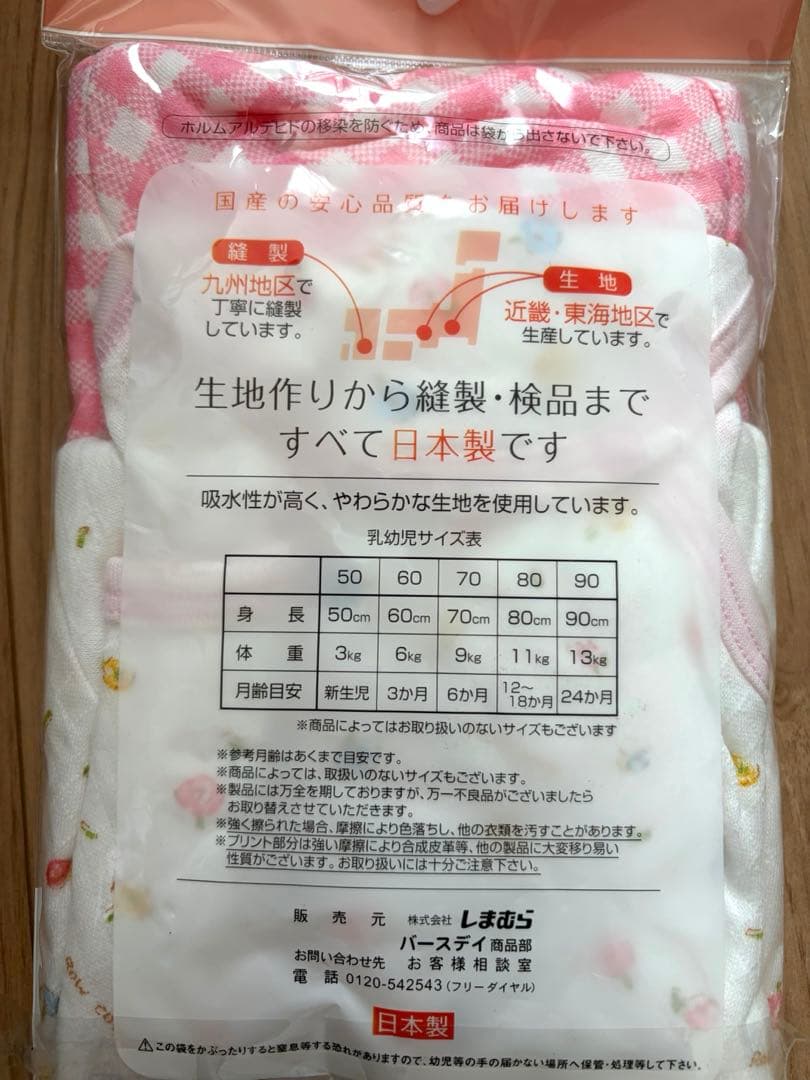 ホルムアルデヒドの移染を防ぐため、商品は袋から出さないで下さい。
国産の安心品質をお届けします
縫製
九州地区で
丁寧に縫製
しています。
生地
近畿・東海地区で
生産しています。
生地作りから縫製・検品まで
すべて日本製です
吸水性が高く、やわらかな生地を使用しています。
乳幼児サイズ表
50 60 70 80 90
身長 50cm 60cm 70cm 80cm 90cm
体重 3kg 6kg 9kg 11kg 13kg
月齢目安 新生児 3か月 6か月 12〜18か月 24か月
※商品によってはお取り扱いのないサイズもございます
※参考月齢はあくまで目安です。
※商品によっては、取扱いのないサイズもございます。
※製品には万全を期しておりますが、万一不良品がございましたら
お取り替えさせていただきます。
※強く擦られた場合、摩擦により色落ちし、他の衣類を汚すことがあります。
※プリント部分は強い摩擦により合成皮革等、他の製品に大変移り易い
性質がございます。お取り扱いには十分ご注意下さい。
販売元 株式会社 しまむら
バースデイ 商品部
お問い合わせ先 お客様相談室
電話 0120-542543(フリーダイヤル)
日本製
⚠この袋をかぶったりすると窒息等する恐れがありますので、幼児等の手の届かない場所へ保管・処理等して下さい。